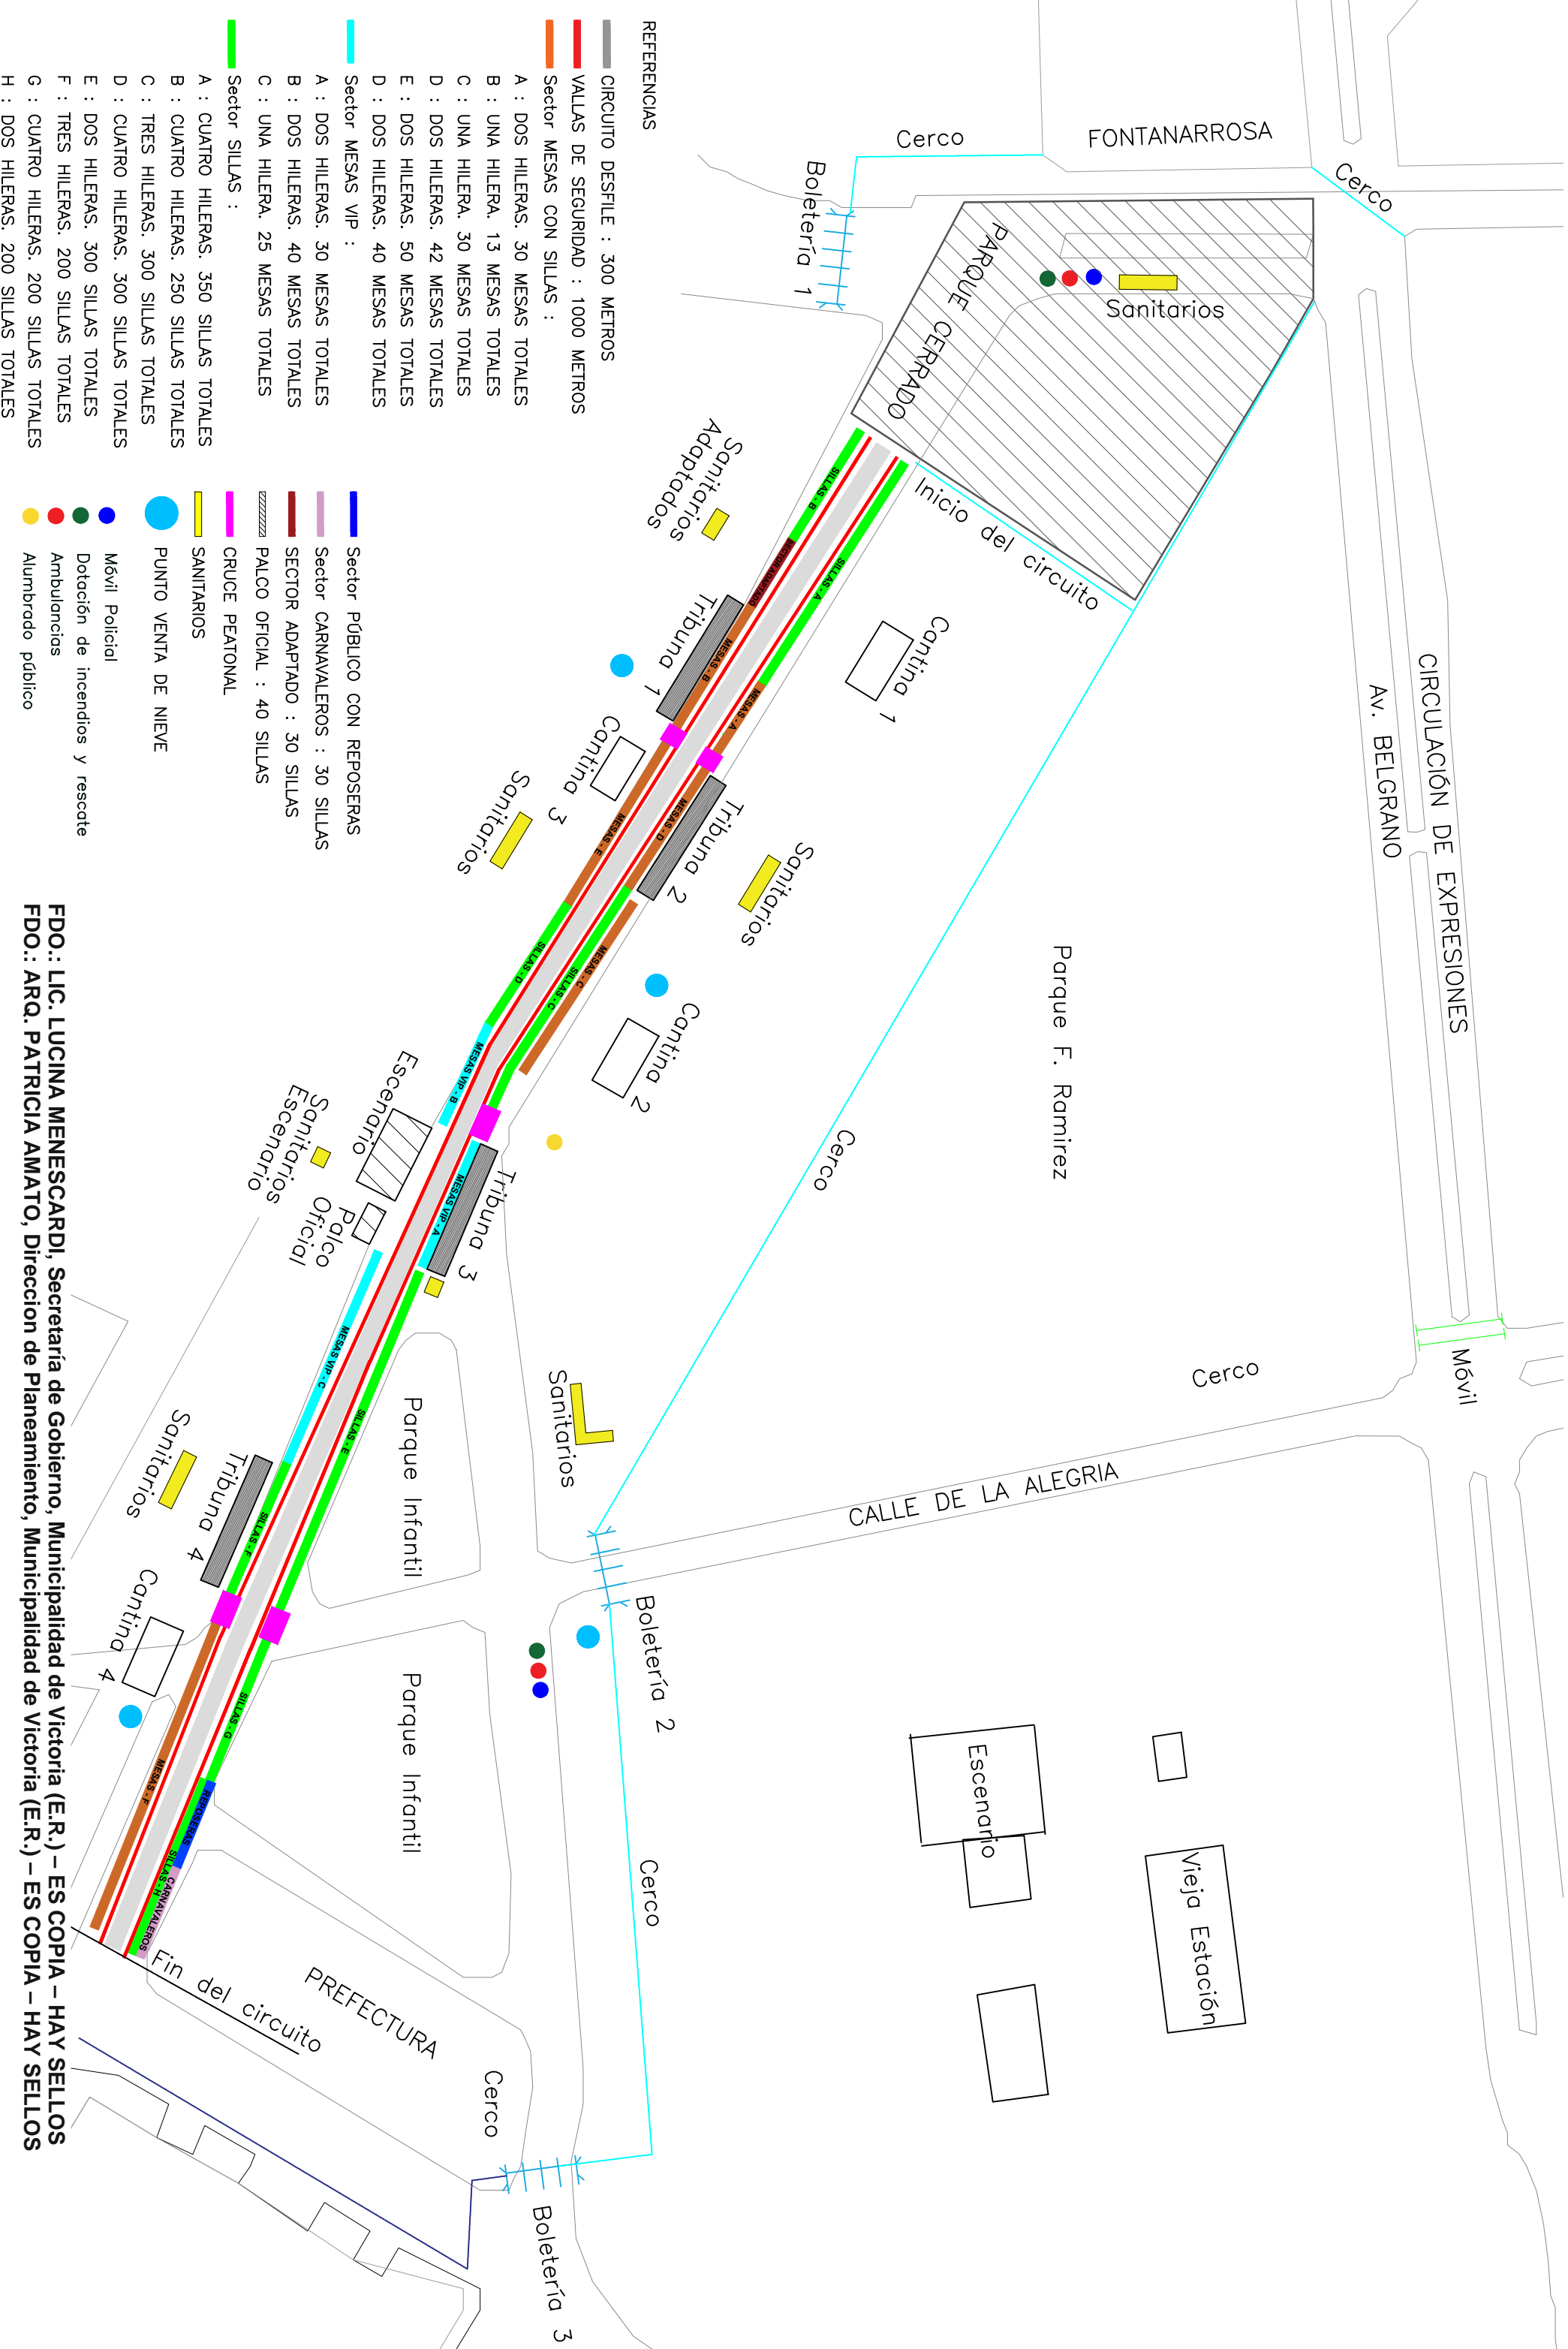 REFERENCIAS
CIRCUITO DESFILE : 300 METROS
VALLAS DE SEGURIDAD : 1000 METROS
Sector MESAS CON SILLAS :
A : DOS HILERAS. 30 MESAS TOTALES
B : UNA HILERA. 13 MESAS TOTALES
C : UNA HILERA. 30 MESAS TOTALES
D : DOS HILERAS. 42 MESAS TOTALES
E : DOS HILERAS. 50 MESAS TOTALES
D : DOS HILERAS. 40 MESAS TOTALES
Sector MESAS VIP :
A : DOS HILERAS. 30 MESAS TOTALES
B : DOS HILERAS. 40 MESAS TOTALES
C : UNA HILERA. 25 MESAS TOTALES
Sector SILLAS :
A : CUATRO HILERAS. 350 SILLAS TOTALES
B : CUATRO HILERAS. 250 SILLAS TOTALES
C : TRES HILERAS. 300 SILLAS TOTALES
D : CUATRO HILERAS. 300 SILLAS TOTALES
E : DOS HILERAS. 300 SILLAS TOTALES
F : TRES HILERAS. 200 SILLAS TOTALES
G : CUATRO HILERAS. 200 SILLAS TOTALES
H : DOS HILERAS. 200 SILLAS TOTALES
Sector PÚBLICO CON REPOSERAS
Sector CARNAVALEROS : 30 SILLAS
SECTOR ADAPTADO : 30 SILLAS
PALCO OFICIAL : 40 SILLAS
CRUCE PEATONAL
SANITARIOS
PUNTO VENTA DE NIEVE
Móvil Policial
Dotación de incendios y rescate
Ambulancias
Alumbrado público
FONTANARROSA
Cerco
Cerco
Boletería 1
PARQUE CERRADO
Sanitarios
Inicio del circuito
CIRCULACIÓN DE EXPRESIONES
Av. BELGRANO
Móvil
Parque F. Ramirez
Cerco
Cerco
CALLE DE LA ALEGRIA
Sanitarios
Adaptados
SILLAS - B
SILLAS - A
SECTOR ADAPTADO
Cantina 1
Tribuna 1
MESAS - B
MESAS - A
Cantina 3
Sanitarios
MESAS - E
MESAS - D
Tribuna 2
Sanitarios
SILLAS - D
SILLAS - C
MESAS - C
Cantina 2
MESAS VIP - B
Escenario
Sanitarios
Escenario
Palco
Oficial
MESAS VIP - A
Tribuna 3
MESAS VIP - C
SILLAS - E
Parque Infantil
Sanitarios
Sanitarios
Tribuna 4
SILLAS - F
Cantina 4
Boletería 2
SILLAS - G
Parque Infantil
MESAS - F
REPOSERAS
SILLAS - H
CARNAVALEROS
Cerco
Escenario
Vieja Estación
Fin del circuito
PREFECTURA
Cerco
Boletería 3
FDO.: LIC. LUCINA MENESCARDI, Secretaría de Gobierno, Municipalidad de Victoria (E.R.) – ES COPIA – HAY SELLOS
FDO.: ARQ. PATRICIA AMATO, Direccion de Planeamiento, Municipalidad de Victoria (E.R.) – ES COPIA – HAY SELLOS